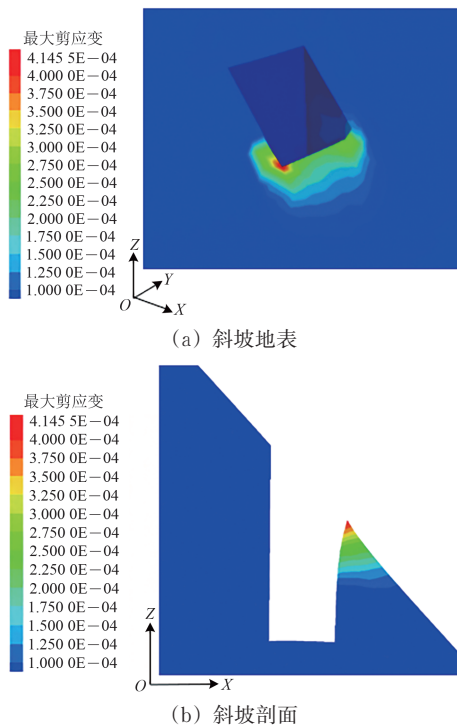 最大剪应变
4.145 5E－04
4.000 0E－04
3.750 0E－04
3.500 0E－04
3.250 0E－04
3.000 0E－04
2.750 0E－04
2.500 0E－04
2.250 0E－04
2.000 0E－04
1.750 0E－04
1.500 0E－04
1.250 0E－04
1.000 0E－04
Z
Y
O
X
（a）斜坡地表
最大剪应变
4.145 5E－04
4.000 0E－04
3.750 0E－04
3.500 0E－04
3.250 0E－04
3.000 0E－04
2.750 0E－04
2.500 0E－04
2.250 0E－04
2.000 0E－04
1.750 0E－04
1.500 0E－04
1.250 0E－04
1.000 0E－04
Z
O
X
（b）斜坡剖面